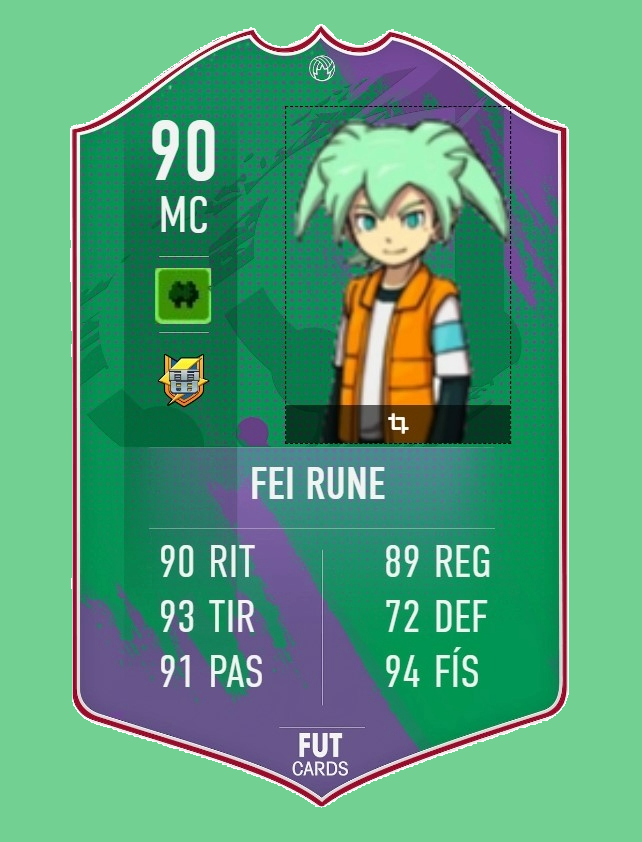 90
MC
FEI RUNE
90 RIT
93 TIR
91 PAS
89 REG
72 DEF
94 FÍS
FUT
CARDS